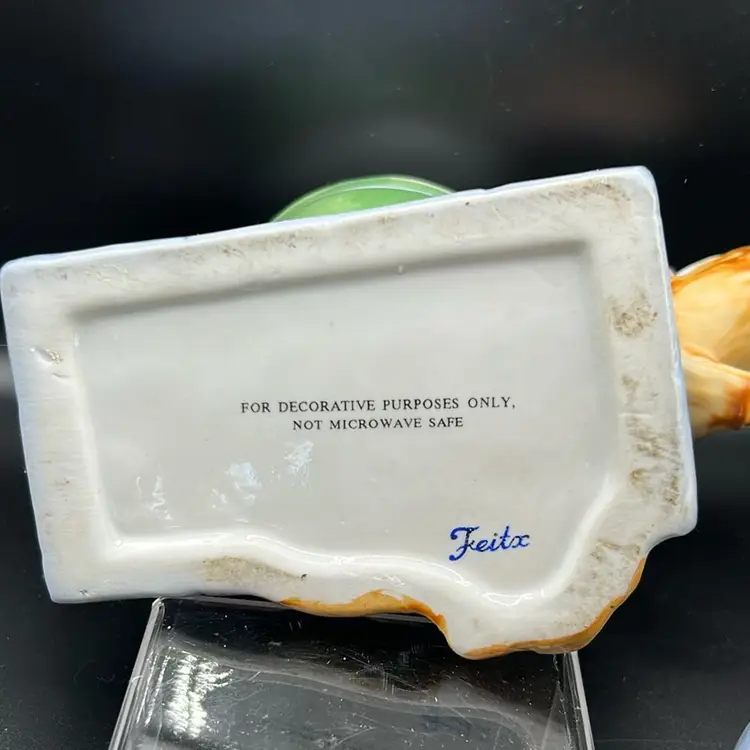 FOR DECORATIVE PURPOSES ONLY,
NOT MICROWAVE SAFE
Feitx